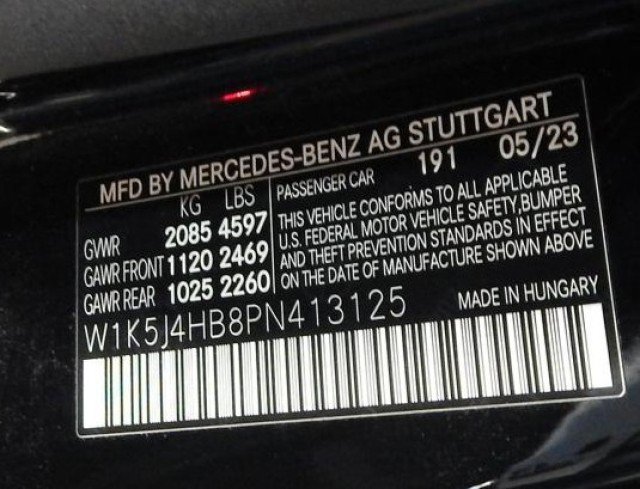 MFD BY MERCEDES-BENZ AG STUTTGART
KG LBS
GVWR 2085 4597
GAWR FRONT 1120 2469
GAWR REAR 1025 2260
PASSENGER CAR 191 05/23
THIS VEHICLE CONFORMS TO ALL APPLICABLE
U.S. FEDERAL MOTOR VEHICLE SAFETY, BUMPER
AND THEFT PREVENTION STANDARDS IN EFFECT
ON THE DATE OF MANUFACTURE SHOWN ABOVE
W1K5J4HB8PN413125 MADE IN HUNGARY